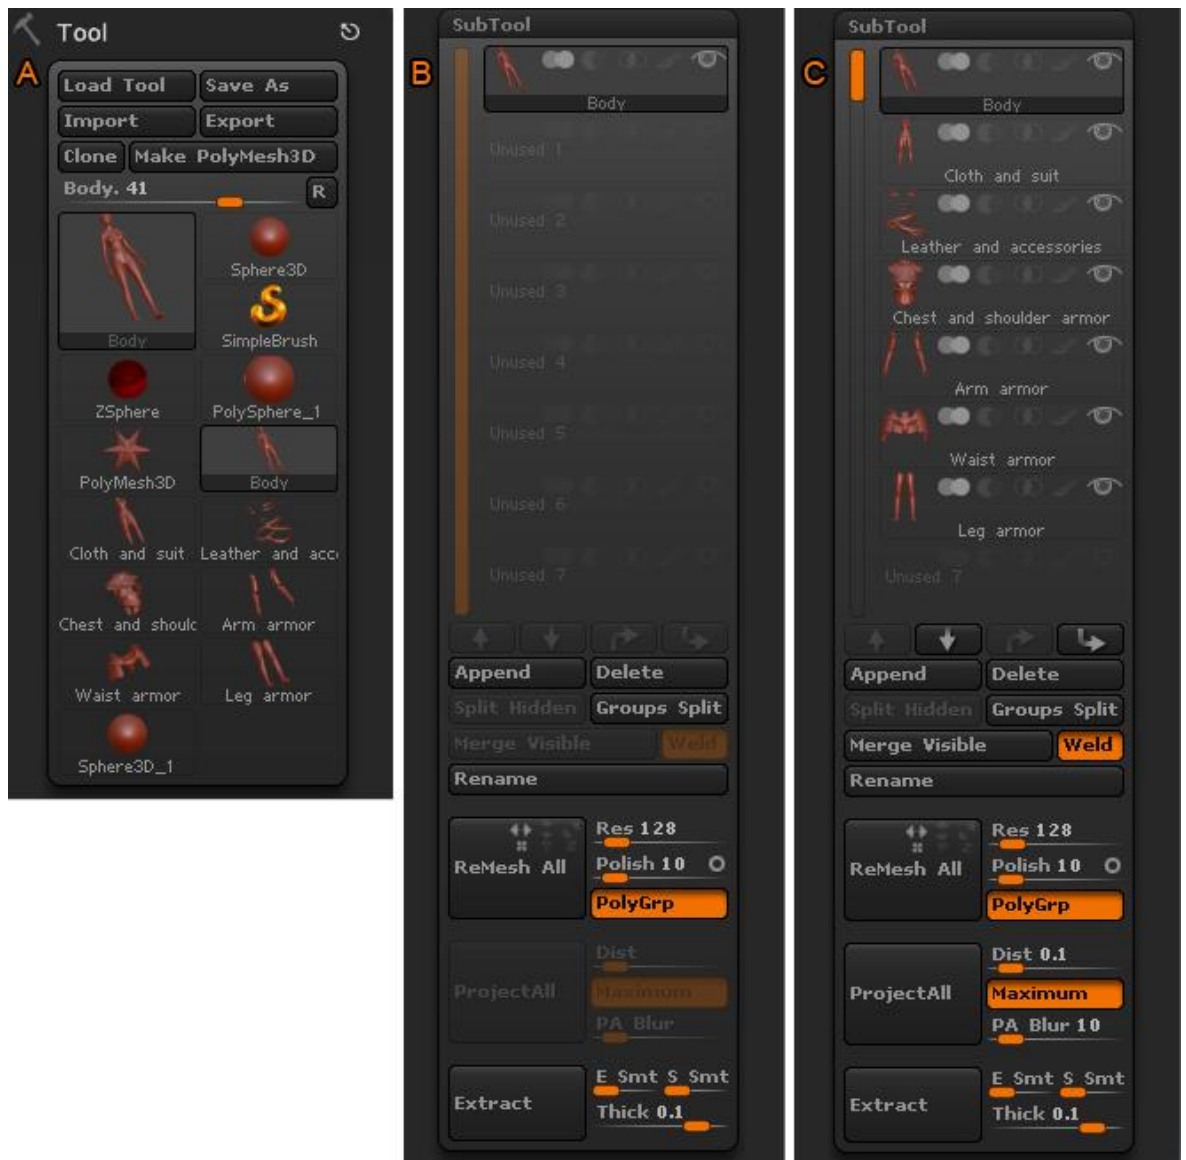 Tool
A
Load Tool Save As
Import Export
Clone Make PolyMesh3D
Body. 41 R
Body
Sphere3D
SimpleBrush
ZSphere PolySphere_1
PolyMesh3D Body
Cloth and suit Leather and acc
Chest and shoulc Arm armor
Waist armor Leg armor
Sphere3D_1
SubTool
B
Body
Unused 1
Unused 2
Unused 3
Unused 4
Unused 5
Unused 6
Unused 7
Append Delete
Split Hidden Groups Split
Merge Visible Weld
Rename
ReMesh All
Res 128
Polish 10
PolyGrp
ProjectAll
Dist
Maximum
PA Blur
Extract
E Smt S Smt
Thick 0.1
SubTool
C
Body
Cloth and suit
Leather and accessories
Chest and shoulder armor
Arm armor
Waist armor
Leg armor
Unused 7
Append Delete
Split Hidden Groups Split
Merge Visible Weld
Rename
ReMesh All
Res 128
Polish 10
PolyGrp
ProjectAll
Dist 0.1
Maximum
PA Blur 10
Extract
E Smt S Smt
Thick 0.1